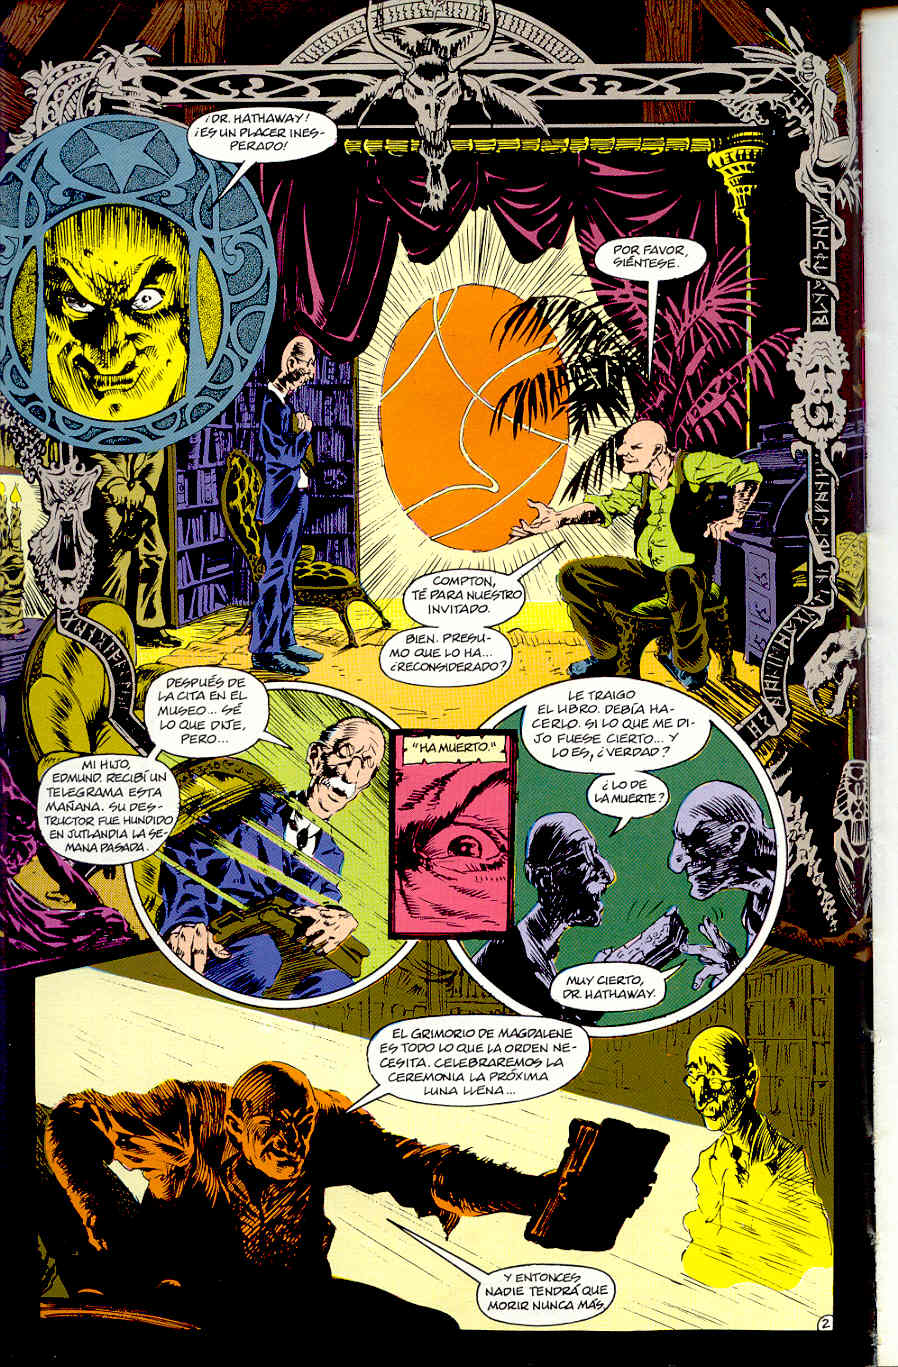 ¡DR. HATHAWAY!
¡ES UN PLACER INES-
PERADO!
POR FAVOR,
SIÉNTESE.
COMPTON,
TÉ PARA NUESTRO
INVITADO.
BIEN. PRESU-
MO QUE LO HA...
¿RECONSIDERADO?
DESPUÉS DE
LA CITA EN EL
MUSEO... SÉ
LO QUE DIJE,
PERO...
MI HIJO,
EDMUND. RECIBÍ UN
TELEGRAMA ESTA
MAÑANA. SU DES-
TRUCTOR FUE HUNDIDO
EN JUTLANDIA LA SE-
MANA PASADA.
"HA MUERTO."
LE TRAIGO
EL LIBRO. DEBÍA HA-
CERLO. SI LO QUE ME DI-
JO FUESE CIERTO... Y
LO ES, ¿VERDAD?
¿LO DE
LA MUERTE?
MUY CIERTO,
DR. HATHAWAY.
EL GRIMORIO DE MAGDALENE
ES TODO LO QUE LA ORDEN NE-
CESITA. CELEBRAREMOS LA
CEREMONIA LA PRÓXIMA
LUNA LLENA...
Y ENTONCES
NADIE TENDRÁ QUE
MORIR NUNCA MÁS.
2